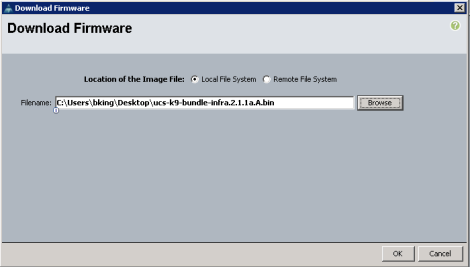 Download Firmware
Download Firmware
Location of the Image File: Local File System Remote File System
Filename: C:\Users\bking\Desktop\ucs-k9-bundle-infra.2.1.1a.A.bin Browse
OK Cancel